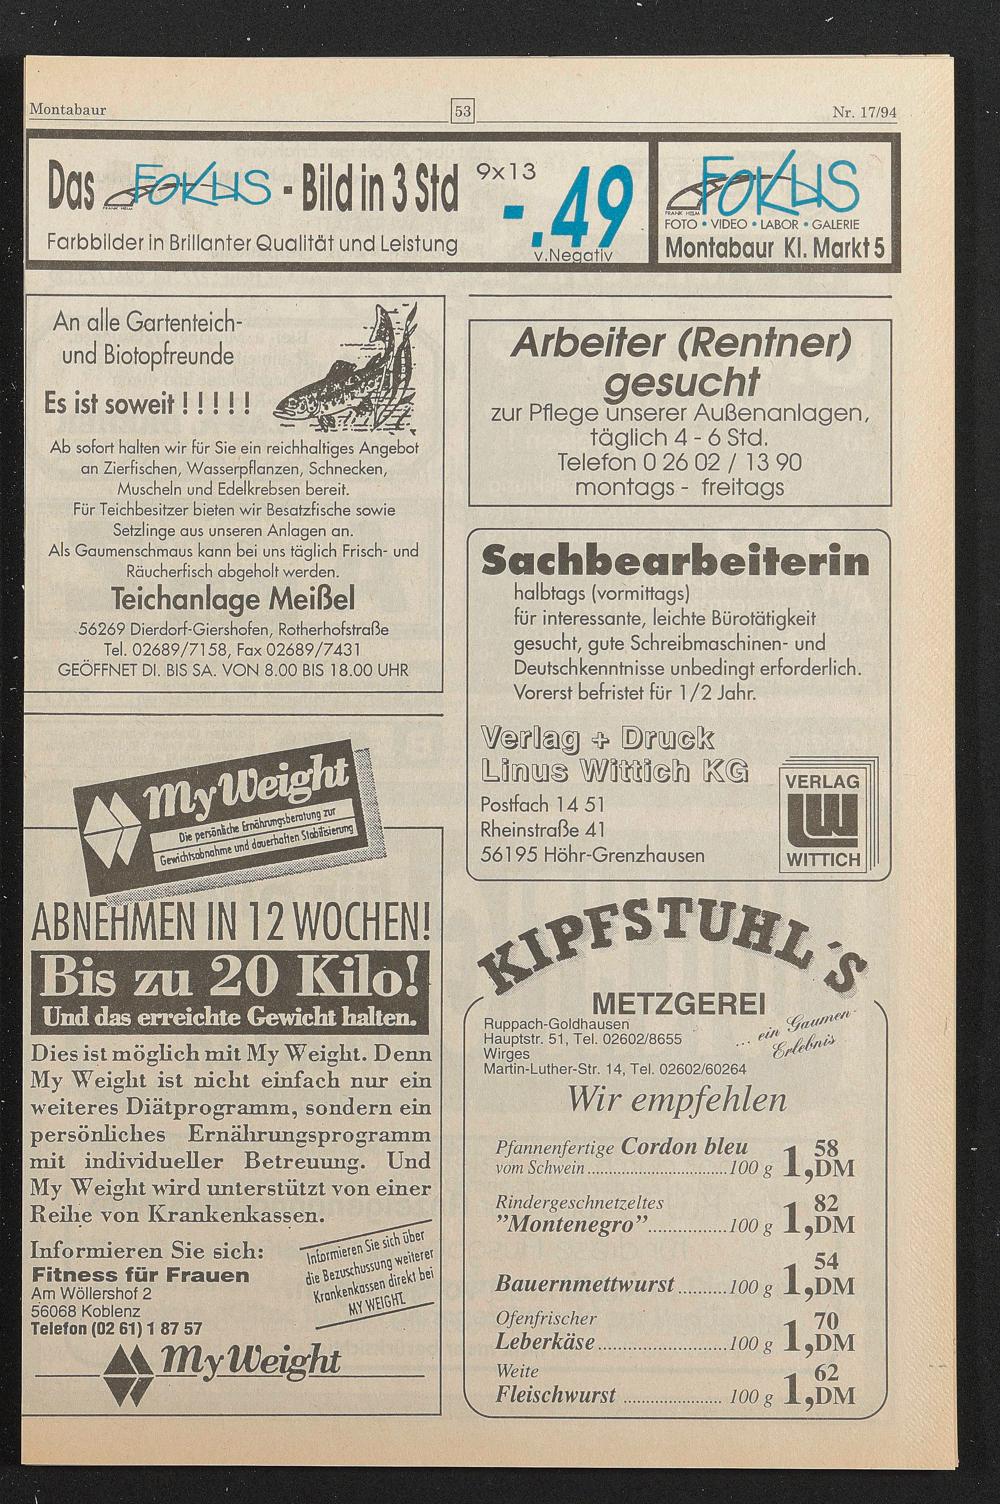 Montabaur
53
Nr. 17/94
Das FOKUS - Bild in 3 Std
FRANK HELM
Farbbilder in Brillanter Qualität und Leistung
9x13
-.49
v.Negativ
FOKUS
FRANK HELM
FOTO • VIDEO • LABOR • GALERIE
Montabaur Kl. Markt 5
An alle Gartenteich-
und Biotopfreunde
Es ist soweit ! ! ! ! !
Ab sofort halten wir für Sie ein reichhaltiges Angebot
an Zierfischen, Wasserpflanzen, Schnecken,
Muscheln und Edelkrebsen bereit.
Für Teichbesitzer bieten wir Besatzfische sowie
Setzlinge aus unseren Anlagen an.
Als Gaumenschmaus kann bei uns täglich Frisch- und
Räucherfisch abgeholt werden.
Teichanlage Meißel
56269 Dierdorf-Giershofen, Rotherhofstraße
Tel. 02689/7158, Fax 02689/7431
GEÖFFNET DI. BIS SA. VON 8.00 BIS 18.00 UHR
My Weight
Die persönliche Ernährungsberatung zur
Gewichtsabnahme und dauerhaften Stabilisierung
ABNEHMEN IN 12 WOCHEN!
Bis zu 20 Kilo!
Und das erreichte Gewicht halten.
Dies ist möglich mit My Weight. Denn
My Weight ist nicht einfach nur ein
weiteres Diätprogramm, sondern ein
persönliches Ernährungsprogramm
mit individueller Betreuung. Und
My Weight wird unterstützt von einer
Reihe von Krankenkassen.
Informieren Sie sich:
Fitness für Frauen
Am Wöllershof 2
56068 Koblenz
Telefon (02 61) 1 87 57
Informieren Sie sich über
die Bezuschussung weiterer
Krankenkassen direkt bei
MY WEIGHT.
My Weight
Arbeiter (Rentner)
gesucht
zur Pflege unserer Außenanlagen,
täglich 4 - 6 Std.
Telefon 0 26 02 / 13 90
montags - freitags
Sachbearbeiterin
halbtags (vormittags)
für interessante, leichte Bürotätigkeit
gesucht, gute Schreibmaschinen- und
Deutschkenntnisse unbedingt erforderlich.
Vorerst befristet für 1/2 Jahr.
Verlag + Druck
Linus Wittich KG
Postfach 14 51
Rheinstraße 41
56195 Höhr-Grenzhausen
VERLAG
LW
WITTICH
KIPFSTUHL´S
METZGEREI
Ruppach-Goldhausen
Hauptstr. 51, Tel. 02602/8655
Wirges
Martin-Luther-Str. 14, Tel. 02602/60264
... ein Gaumen-
Erlebnis
Wir empfehlen
Pfannenfertige Cordon bleu
vom Schwein ........................ 100 g 1,58 DM
Rindergeschnetzeltes
"Montenegro" .............. 100 g 1,82 DM
Bauernmettwurst ......... 100 g 1,54 DM
Ofenfrischer
Leberkäse ....................... 100 g 1,70 DM
Weite
Fleischwurst ..................... 100 g 1,62 DM